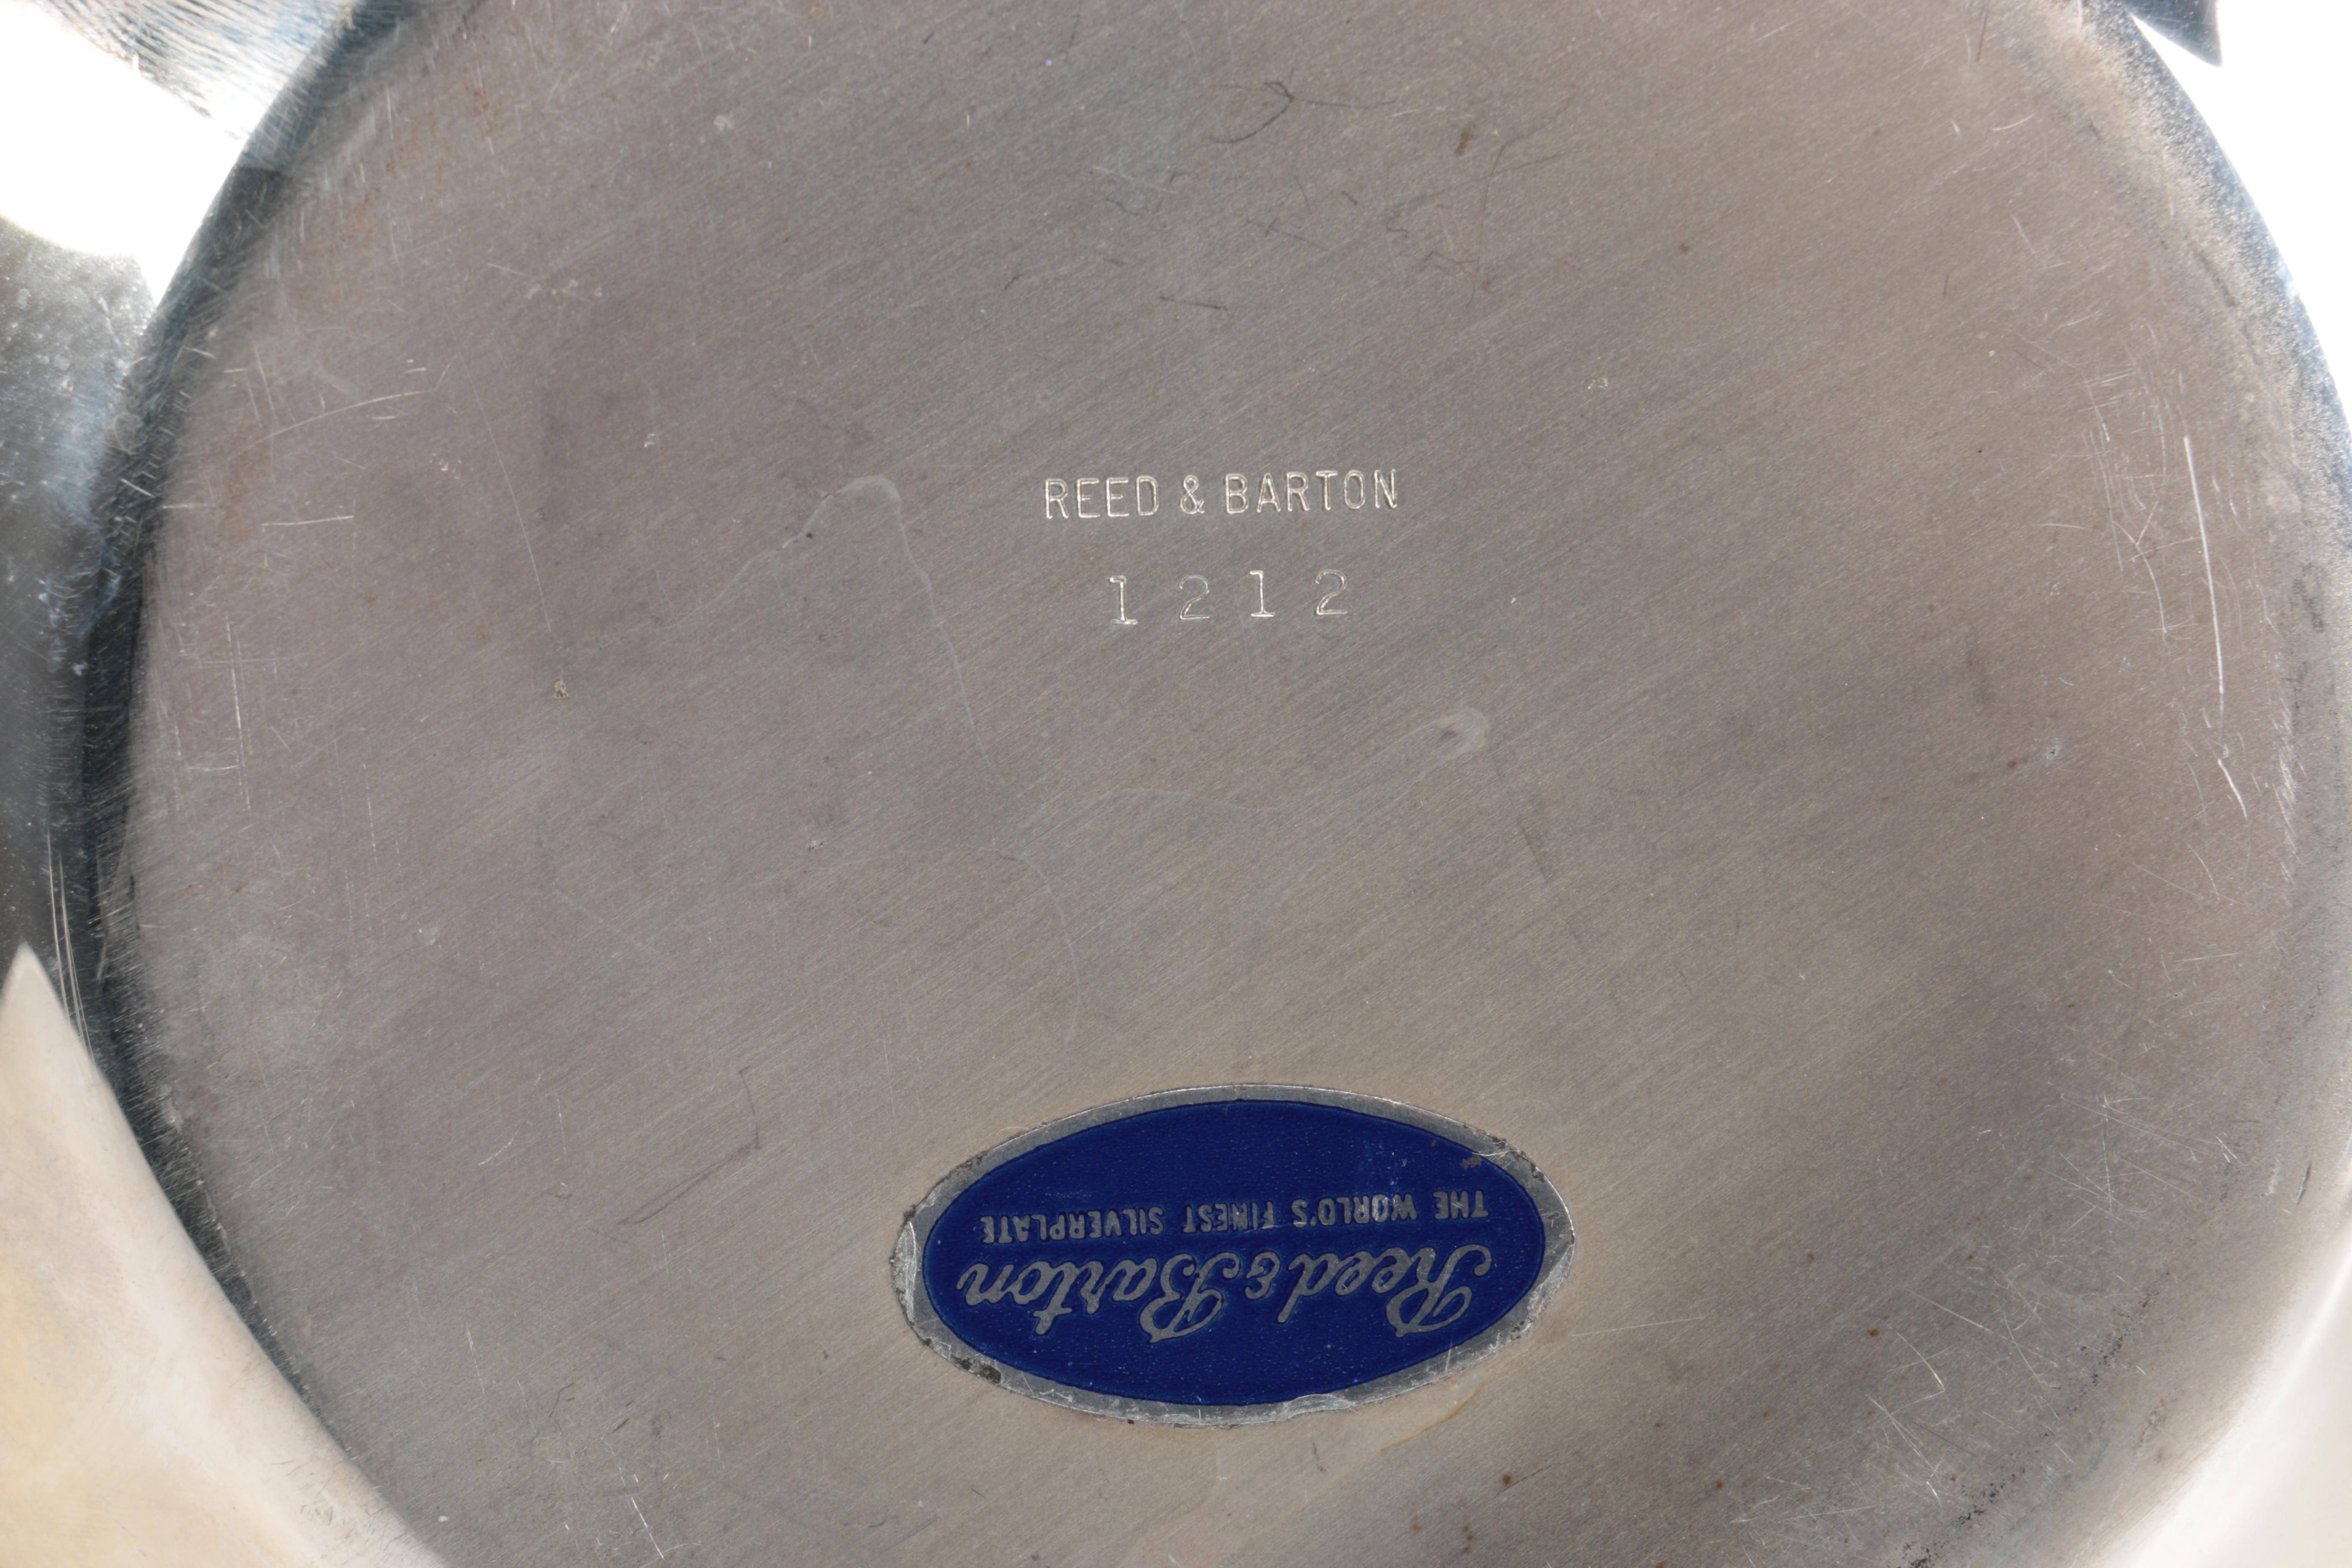 REED & BARTON
1212
Reed & Barton
THE WORLD'S FINEST SILVERPLATE